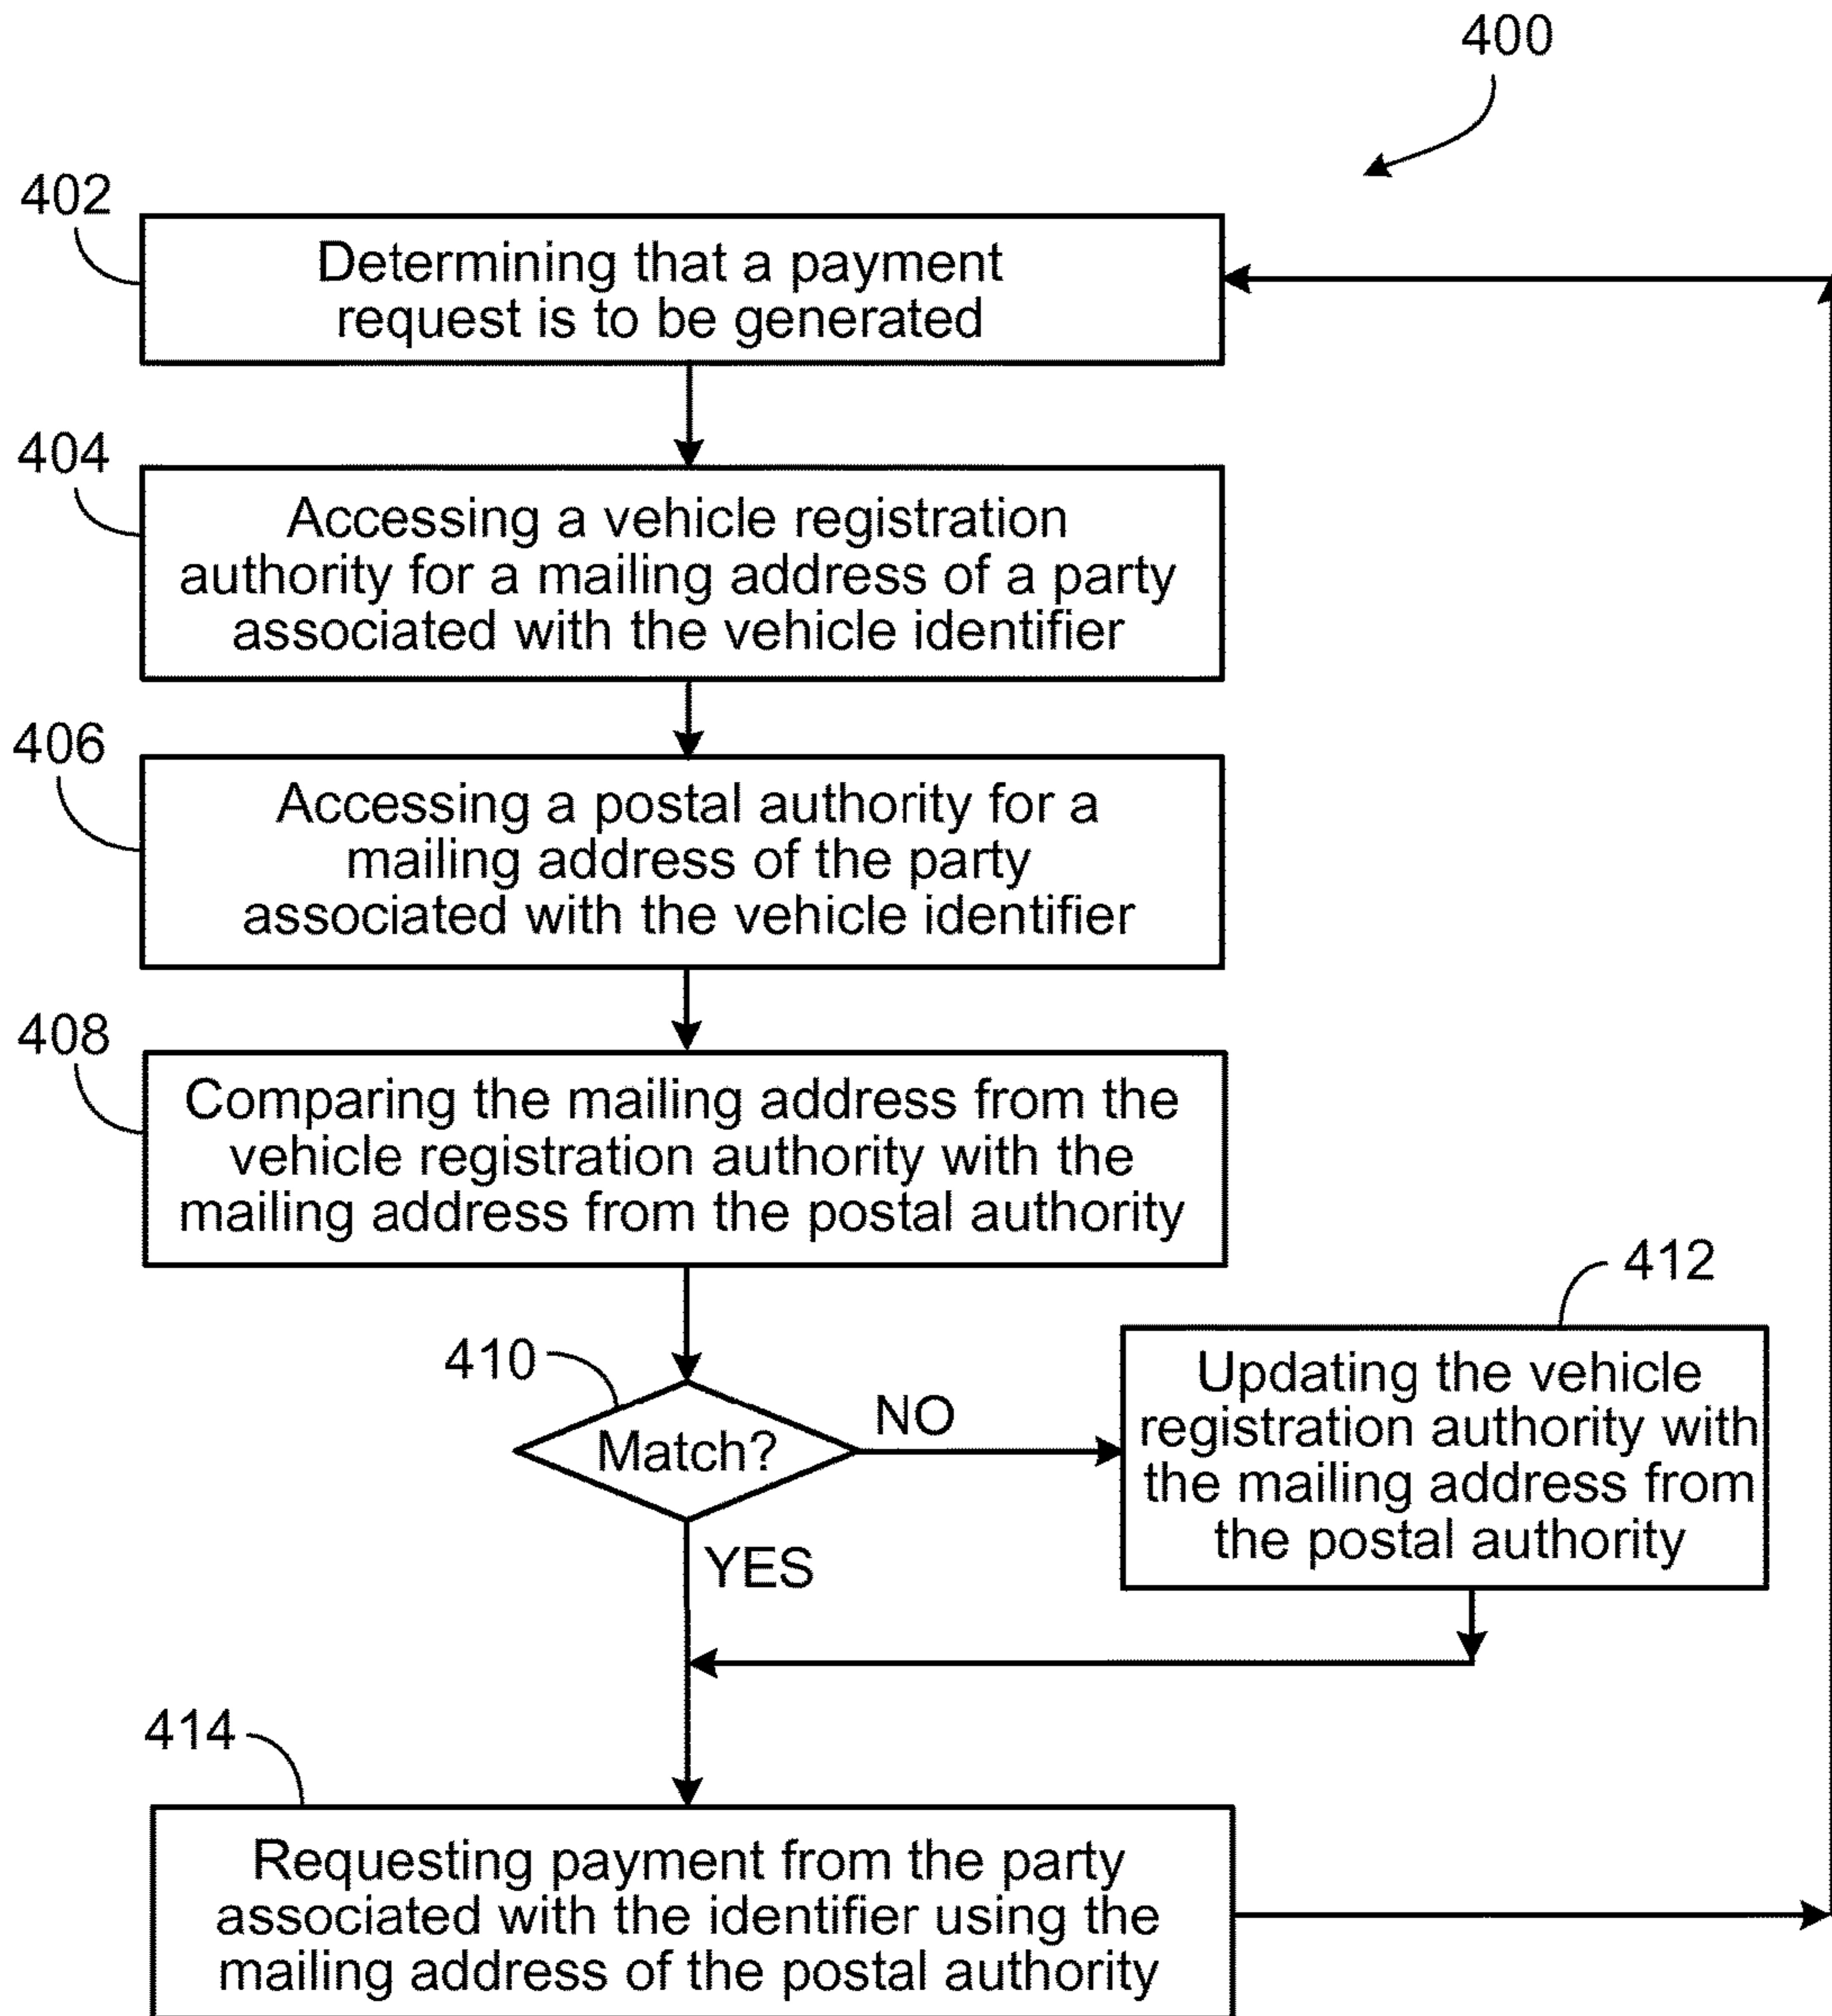 400
402
Determining that a payment
request is to be generated
404
Accessing a vehicle registration
authority for a mailing address of a party
associated with the vehicle identifier
406
Accessing a postal authority for a
mailing address of the party
associated with the vehicle identifier
408
Comparing the mailing address from the
vehicle registration authority with the
mailing address from the postal authority
410
Match?
NO
YES
412
Updating the vehicle
registration authority with
the mailing address from
the postal authority
414
Requesting payment from the party
associated with the identifier using the
mailing address of the postal authority